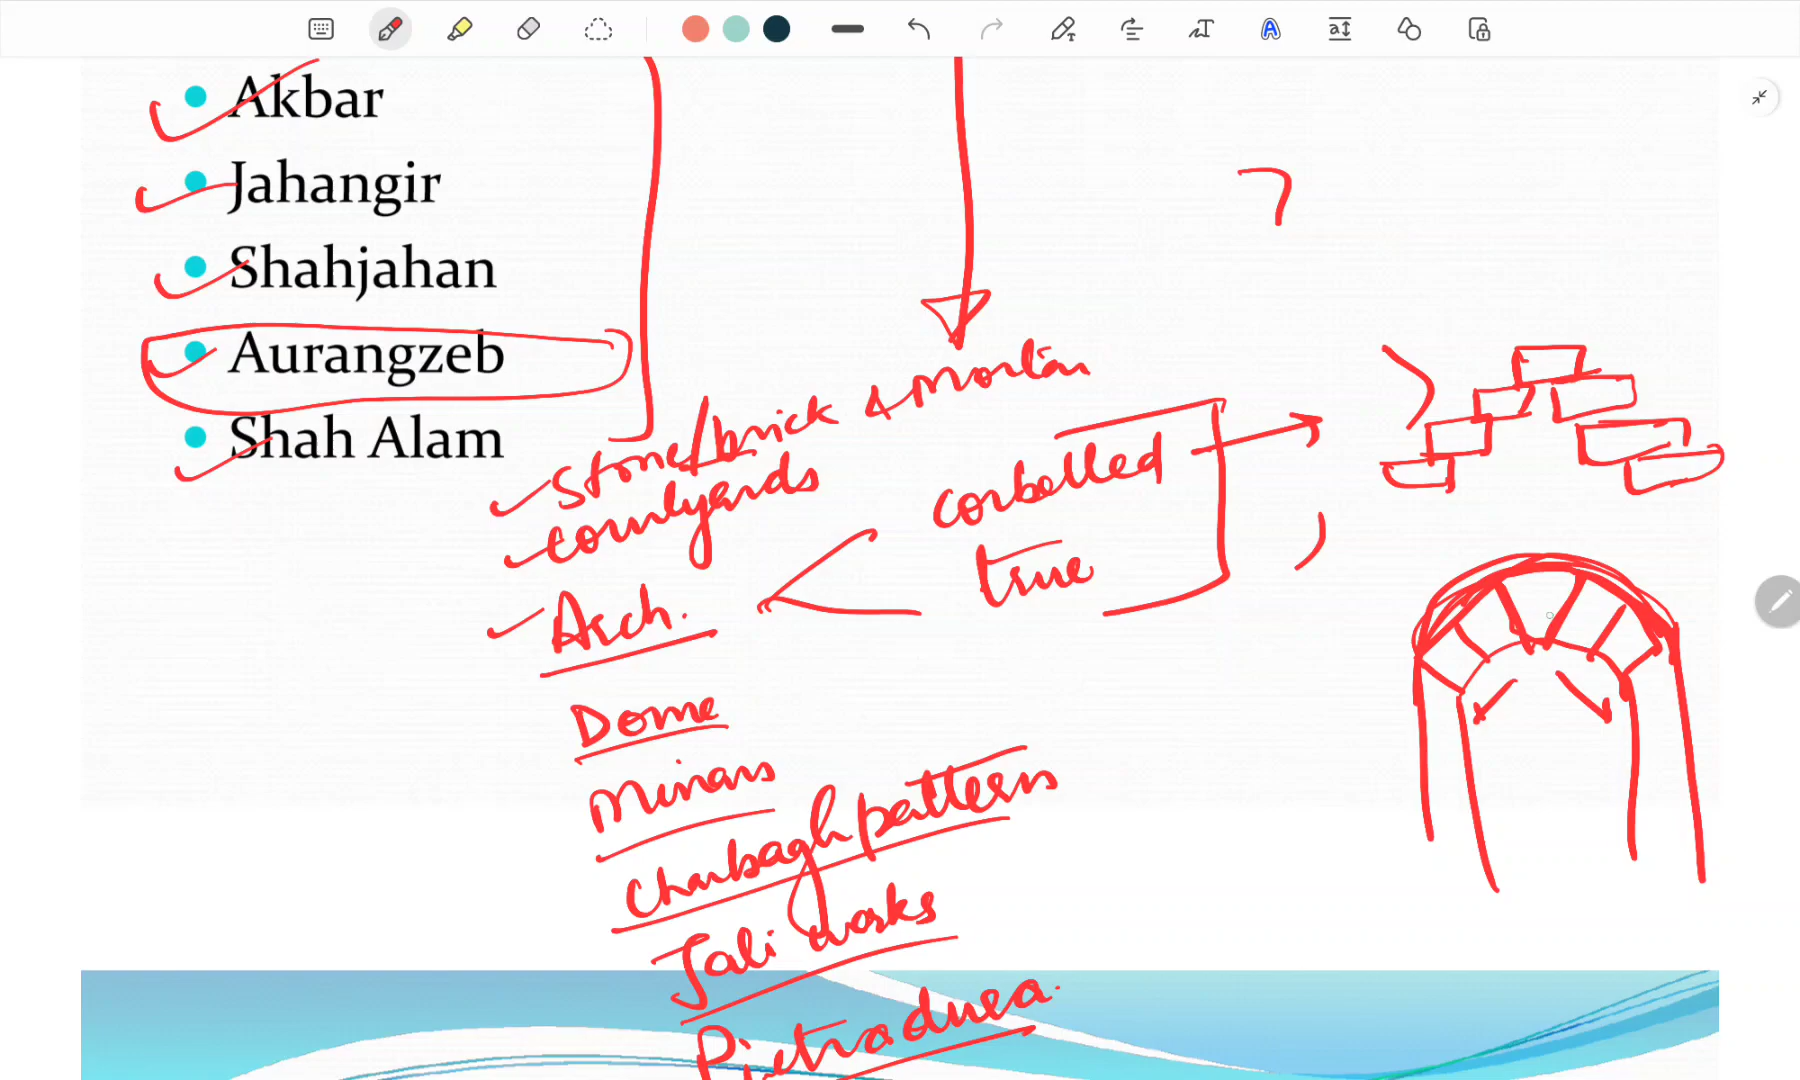 Akbar
Jahangir
Shahjahan
Aurangzeb
Shah Alam
Stone/brick & Mortar
courtyards
Arch.
corbelled
true
Dome
Minars
Charbagh pattern
Jali works
Pietradura.